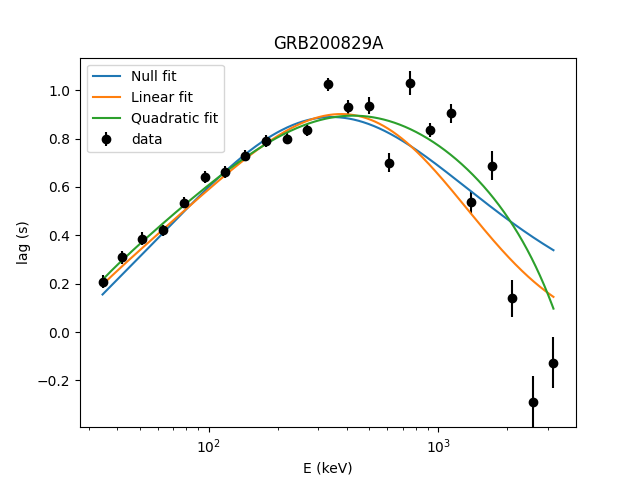 GRB200829A
Null fit
Linear fit
Quadratic fit
data
lag (s)
1.0
0.8
0.6
0.4
0.2
0.0
−0.2
10²
10³
E (keV)